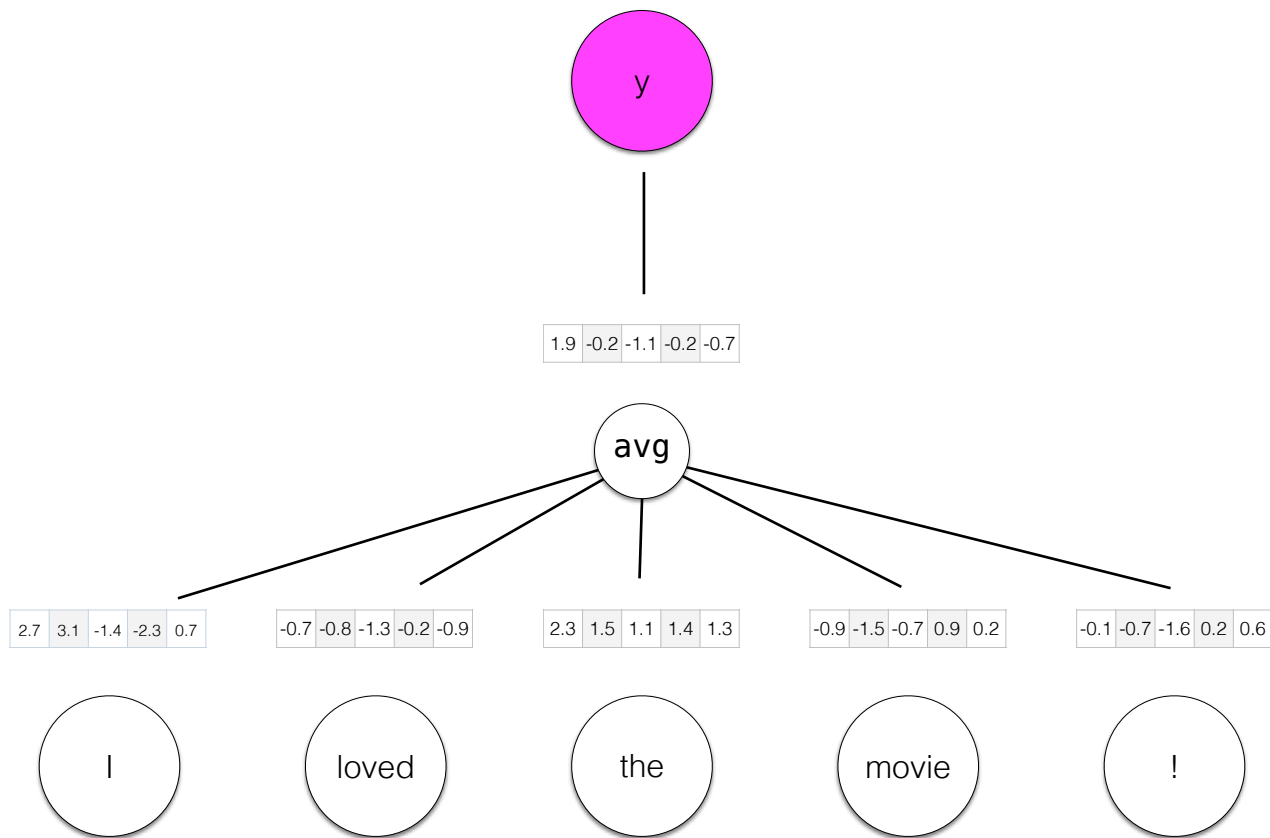 y
1.9 -0.2 -1.1 -0.2 -0.7
avg
2.7 3.1 -1.4 -2.3 0.7 -0.7 -0.8 -1.3 -0.2 -0.9 2.3 1.5 1.1 1.4 1.3 -0.9 -1.5 -0.7 0.9 0.2 -0.1 -0.7 -1.6 0.2 0.6
I loved the movie !